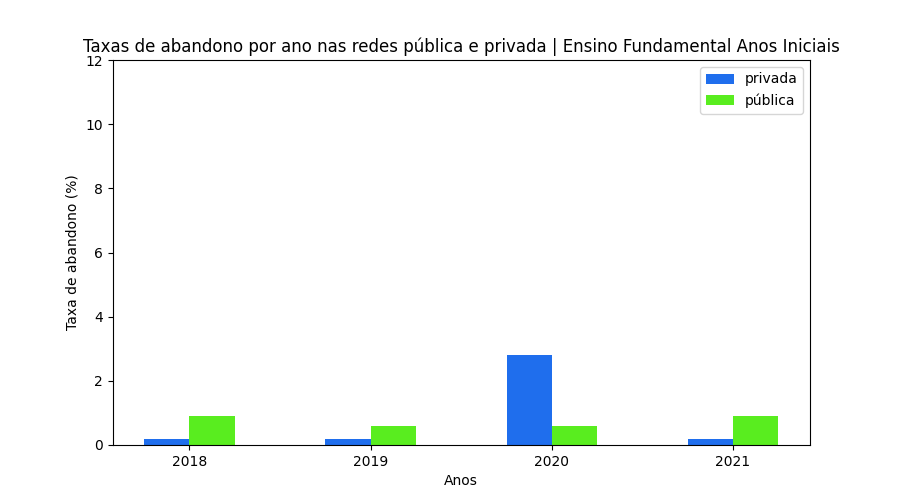 Taxas de abandono por ano nas redes pública e privada | Ensino Fundamental Anos Iniciais
privada
pública
12
10
8
6
4
2
0
Taxa de abandono (%)
2018 2019 2020 2021
Anos